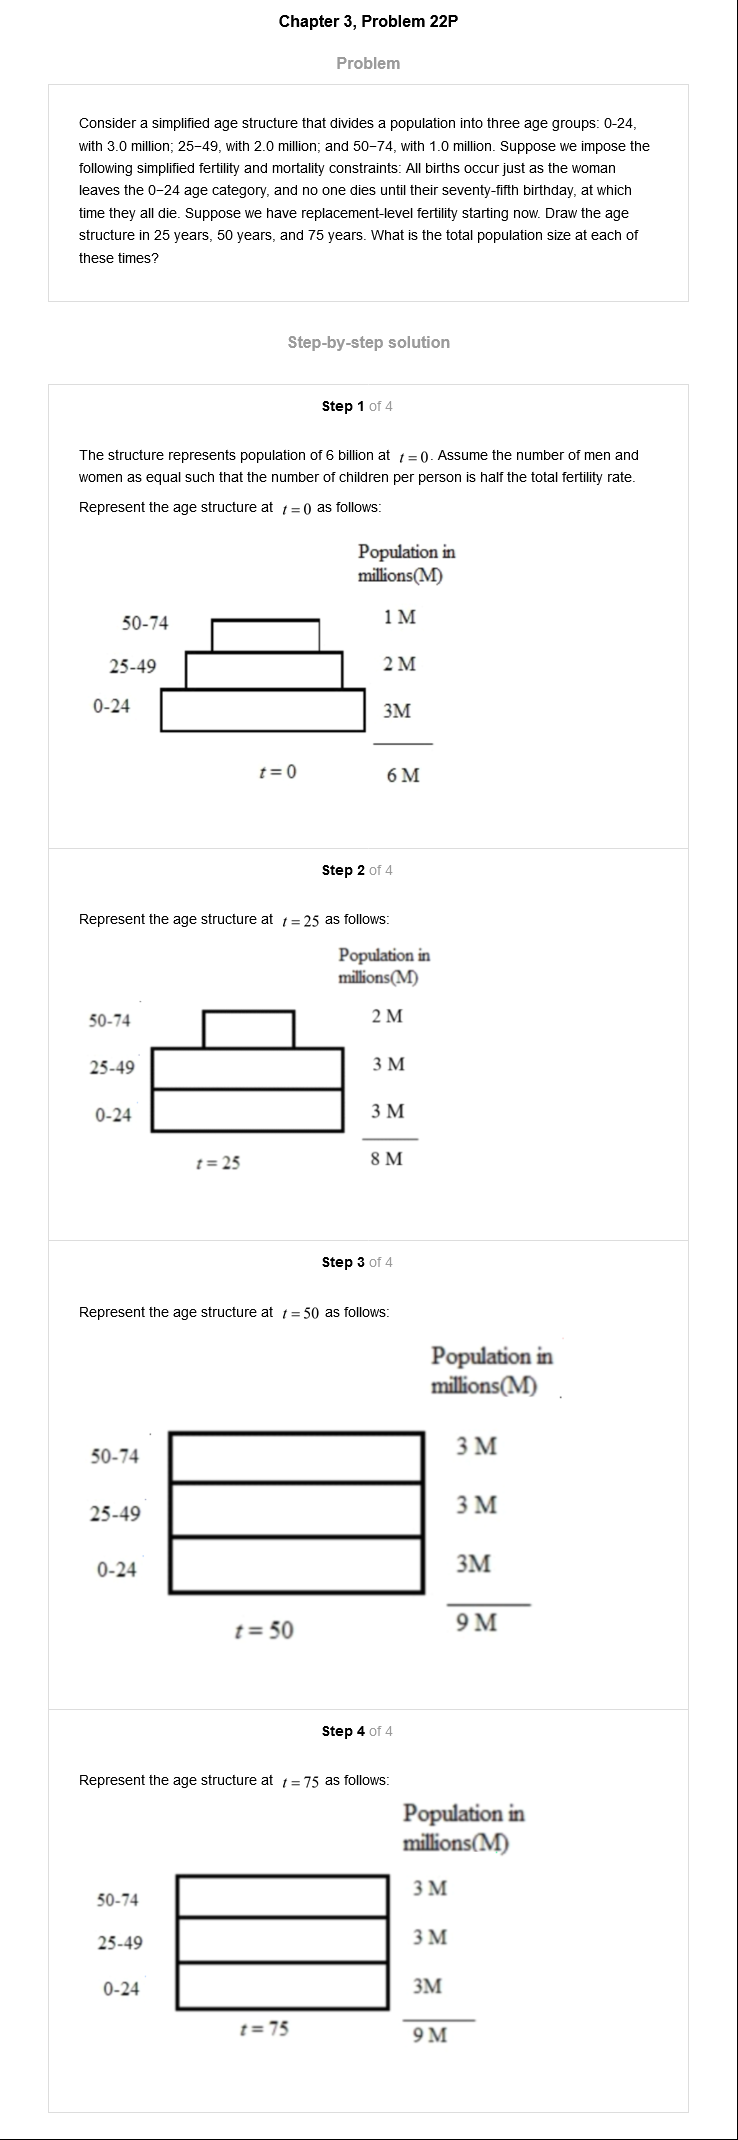 Chapter 3, Problem 22P
Problem
Consider a simplified age structure that divides a population into three age groups: 0-24,
with 3.0 million; 25–49, with 2.0 million; and 50–74, with 1.0 million. Suppose we impose the
following simplified fertility and mortality constraints: All births occur just as the woman
leaves the 0–24 age category, and no one dies until their seventy-fifth birthday, at which
time they all die. Suppose we have replacement-level fertility starting now. Draw the age
structure in 25 years, 50 years, and 75 years. What is the total population size at each of
these times?
Step-by-step solution
Step 1 of 4
The structure represents population of 6 billion at t = 0. Assume the number of men and
women as equal such that the number of children per person is half the total fertility rate.
Represent the age structure at t = 0 as follows:
Population in
millions(M)
50-74 1 M
25-49 2 M
0-24 3M
t = 0 6 M
Step 2 of 4
Represent the age structure at t = 25 as follows:
Population in
millions(M)
50-74 2 M
25-49 3 M
0-24 3 M
t = 25 8 M
Step 3 of 4
Represent the age structure at t = 50 as follows:
Population in
millions(M)
50-74 3 M
25-49 3 M
0-24 3M
t = 50 9 M
Step 4 of 4
Represent the age structure at t = 75 as follows:
Population in
millions(M)
50-74 3 M
25-49 3 M
0-24 3M
t = 75 9 M